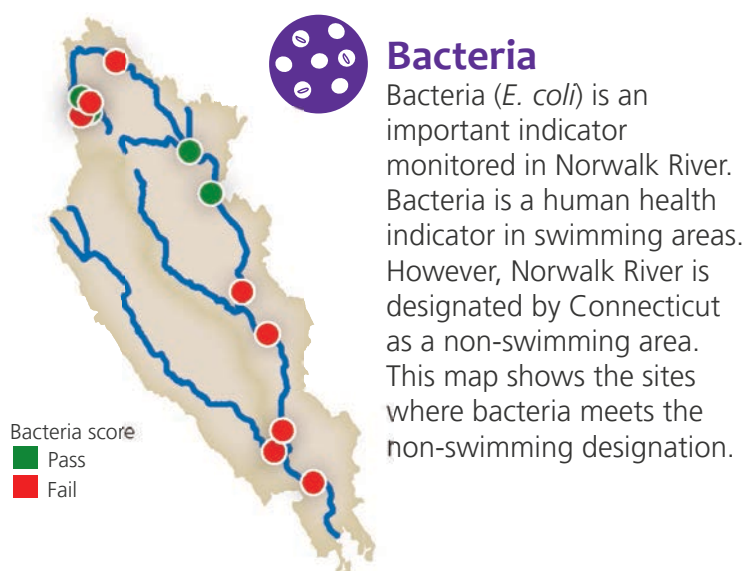 Bacteria
Bacteria (E. coli) is an
important indicator
monitored in Norwalk River.
Bacteria is a human health
indicator in swimming areas.
However, Norwalk River is
designated by Connecticut
as a non-swimming area.
This map shows the sites
where bacteria meets the
non-swimming designation.
Bacteria score
Pass
Fail